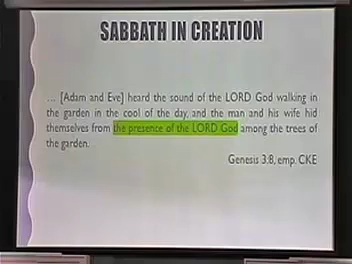 SABBATH IN CREATION
... [Adam and Eve] heard the sound of the LORD God walking in
the garden in the cool of the day, and the man and his wife hid
themselves from the presence of the LORD God among the trees of
the garden.
Genesis 3:8, emp. CKE